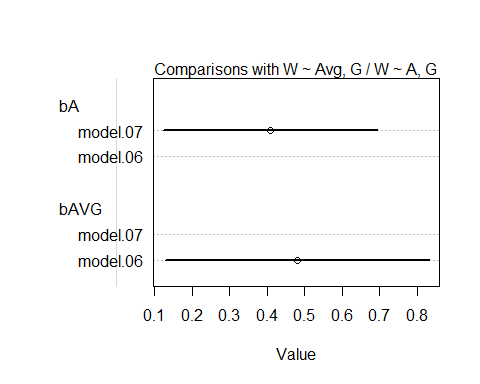 Comparisons with W ~ Avg, G / W ~ A, G
bA
model.07
model.06
bAVG
model.07
model.06
0.1 0.2 0.3 0.4 0.5 0.6 0.7 0.8
Value